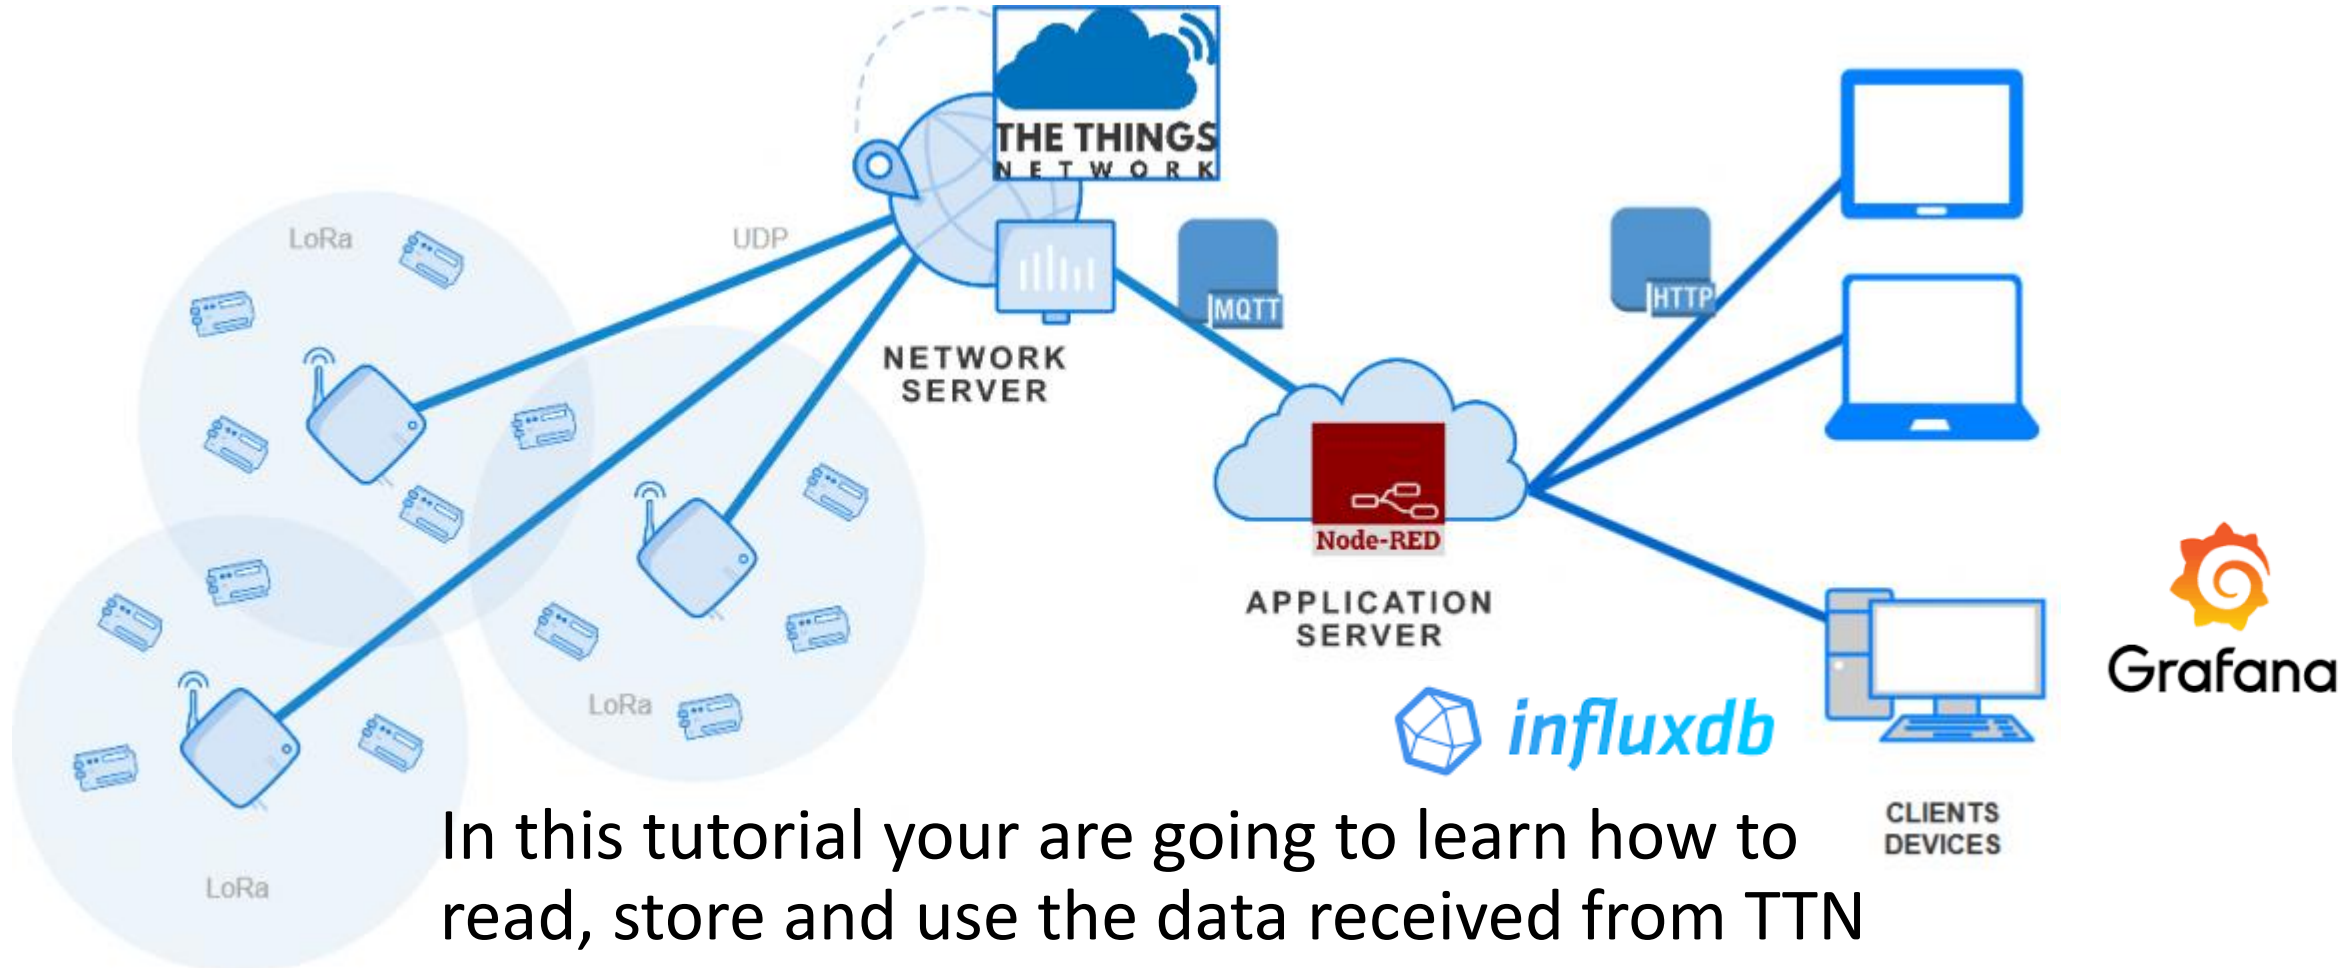 THE THINGS
NETWORK
LoRa
UDP
MQTT
HTTP
NETWORK
SERVER
Node-RED
APPLICATION
SERVER
Grafana
LoRa
influxdb
CLIENTS
DEVICES
LoRa
In this tutorial your are going to learn how to
read, store and use the data received from TTN